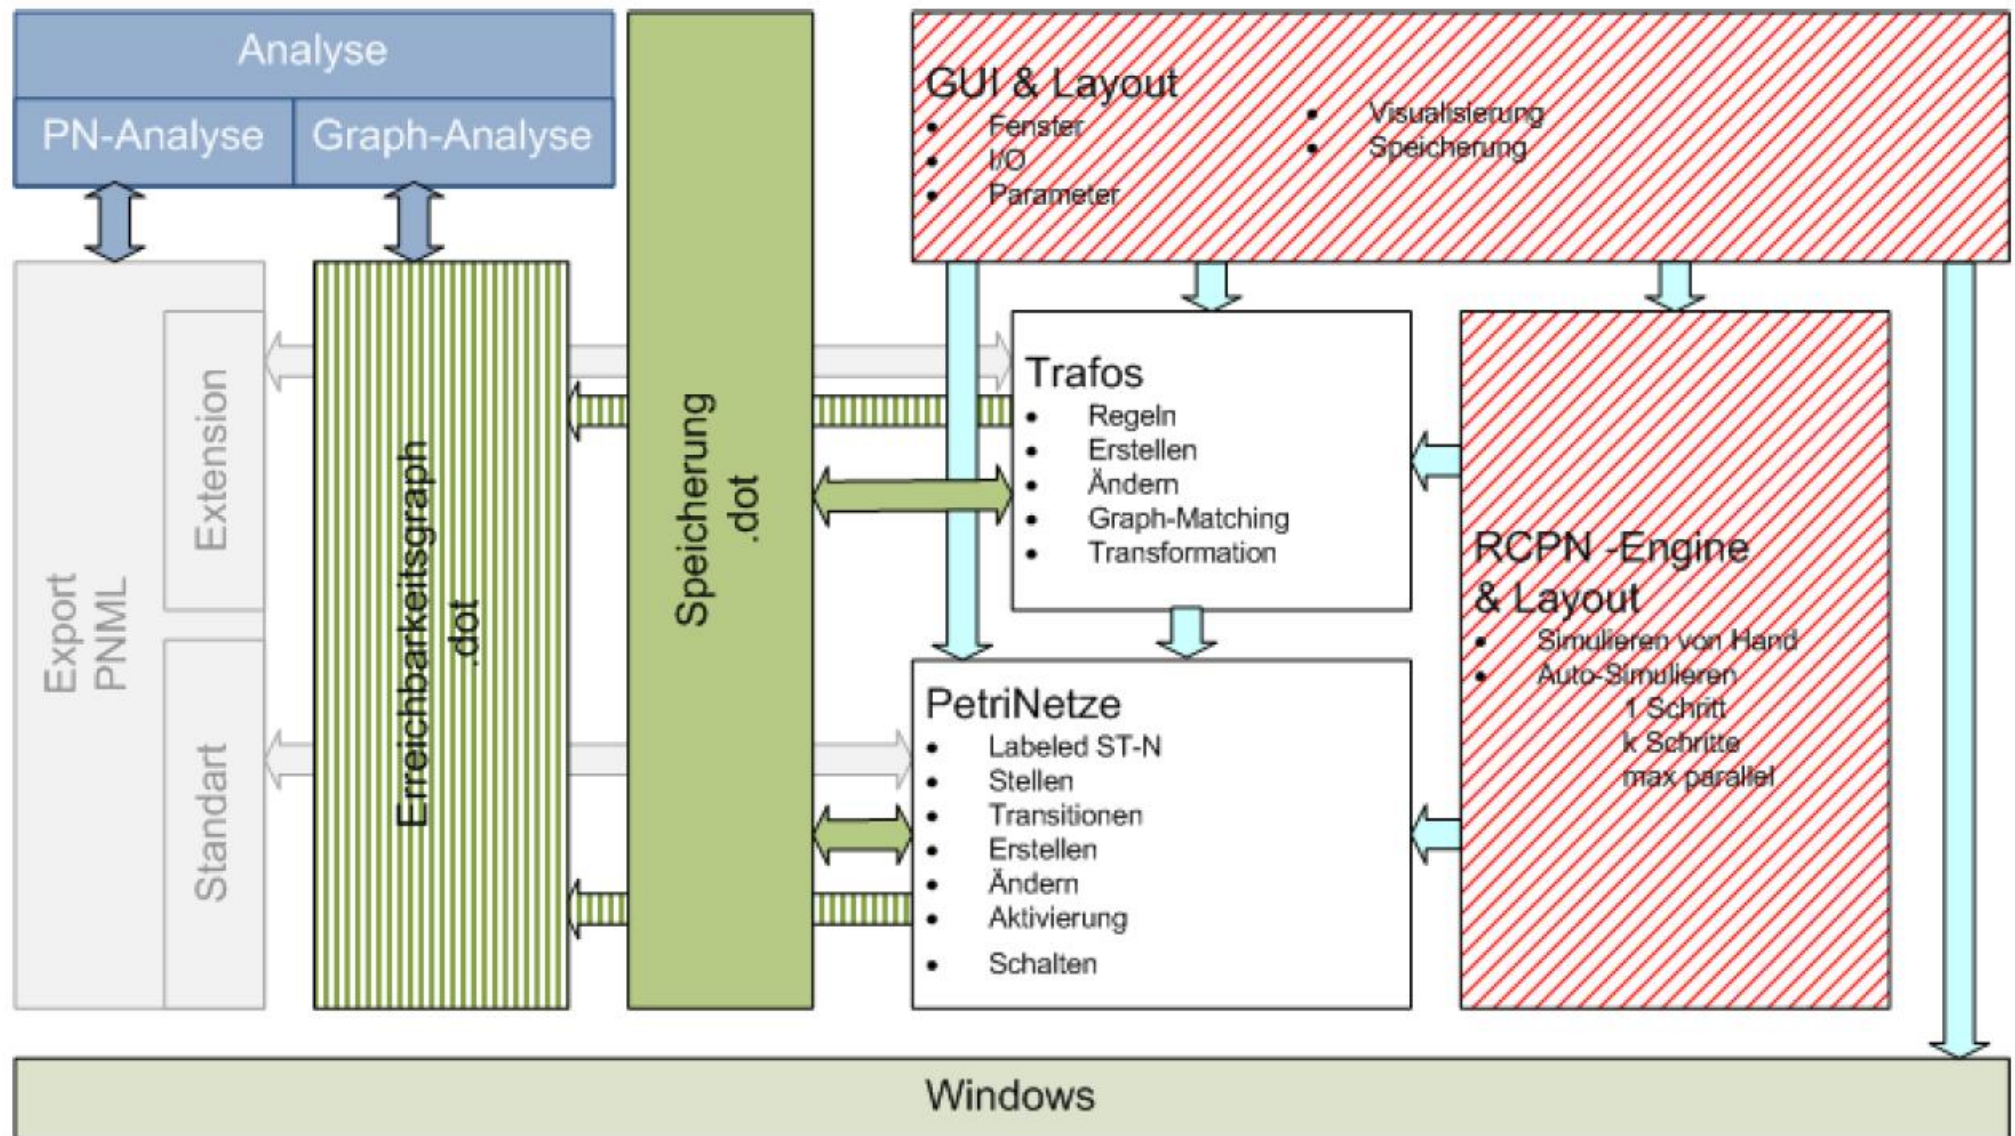 Analyse
PN-Analyse
Graph-Analyse
GUI & Layout
• Fenster
• I/O
• Parameter
• Visualisierung
• Speicherung
Export
PNML
Extension
Standart
Erreichbarkeitsgraph
.dot
Speicherung
.dot
Trafos
• Regeln
• Erstellen
• Ändern
• Graph-Matching
• Transformation
PetriNetze
• Labeled ST-N
• Stellen
• Transitionen
• Erstellen
• Ändern
• Aktivierung
• Schalten
RCPN -Engine
& Layout
• Simulieren von Hand
• Auto-Simulieren
1 Schritt
k Schritte
max parallel
Windows